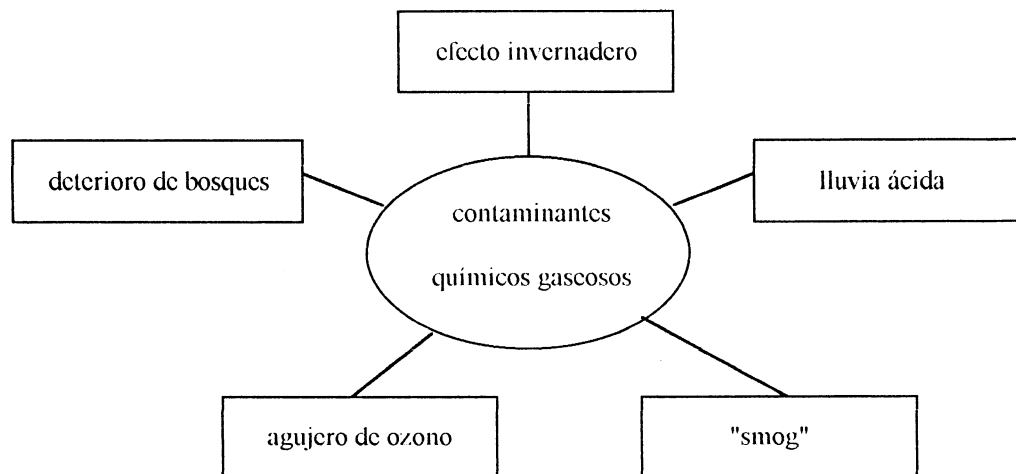 efecto invernadero
deterioro de bosques
lluvia ácida
contaminantes
químicos gaseosos
agujero de ozono
"smog"